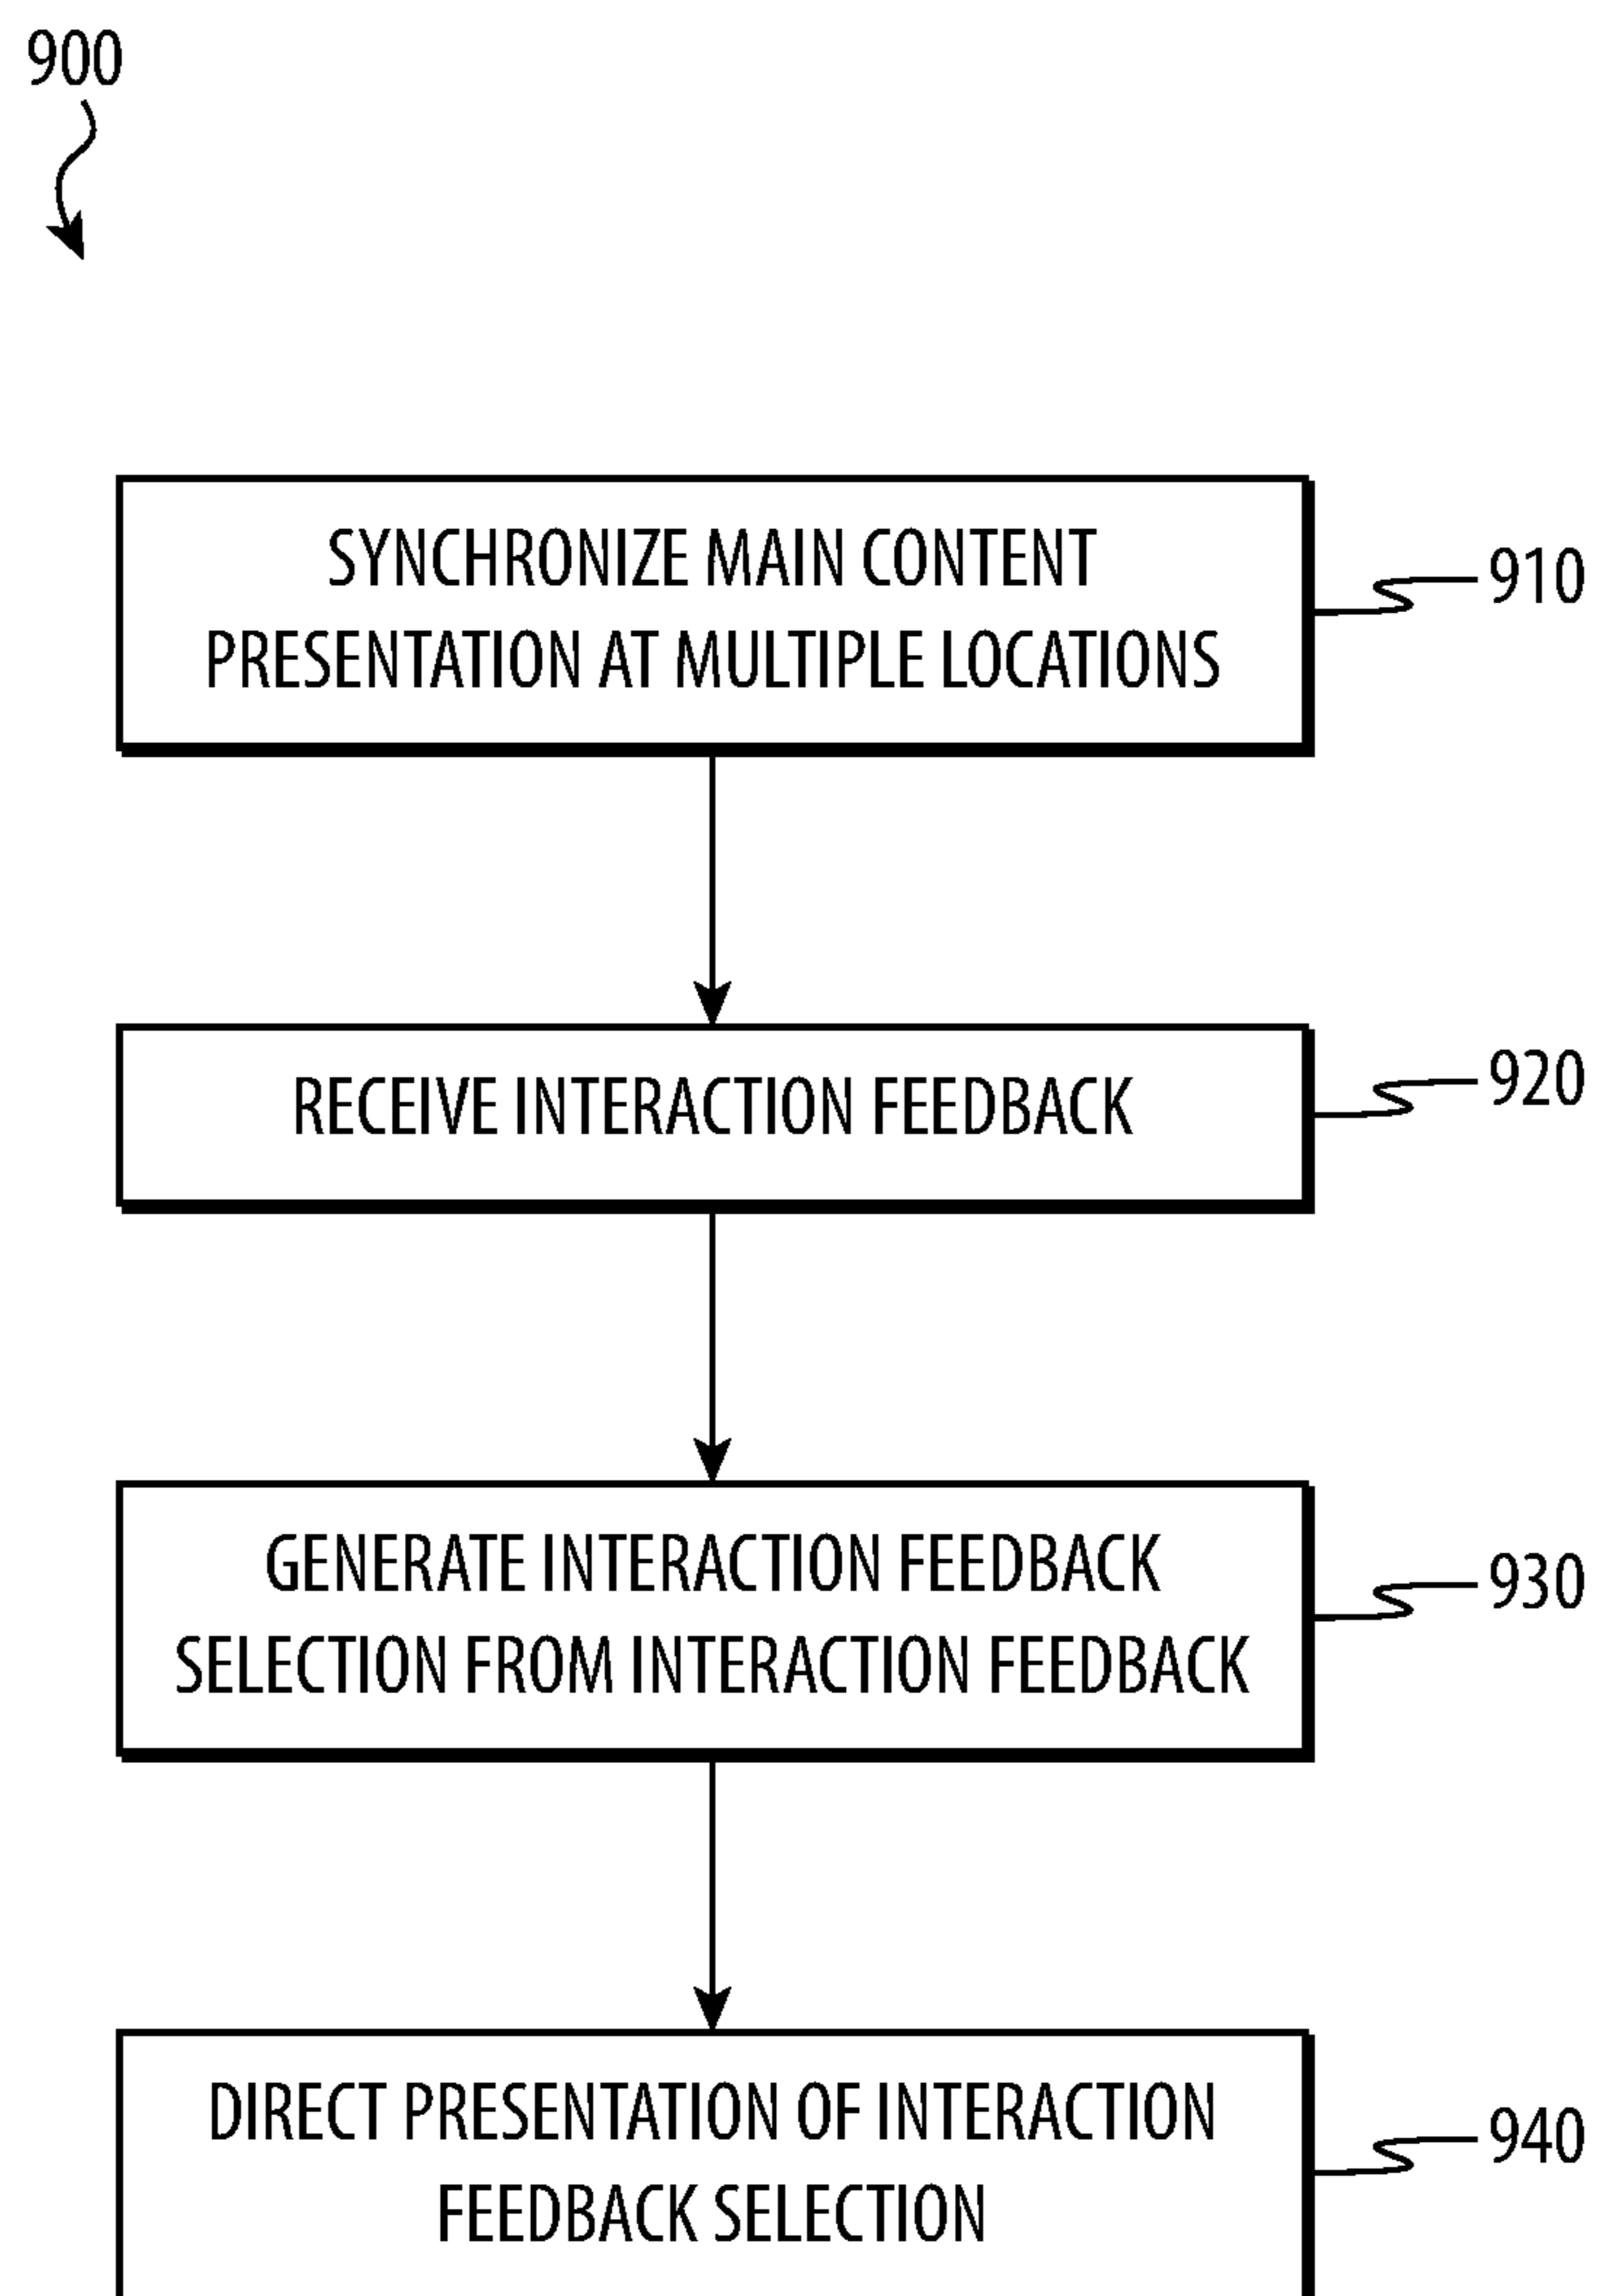 900
SYNCHRONIZE MAIN CONTENT
PRESENTATION AT MULTIPLE LOCATIONS
910
RECEIVE INTERACTION FEEDBACK
920
GENERATE INTERACTION FEEDBACK
SELECTION FROM INTERACTION FEEDBACK
930
DIRECT PRESENTATION OF INTERACTION
FEEDBACK SELECTION
940